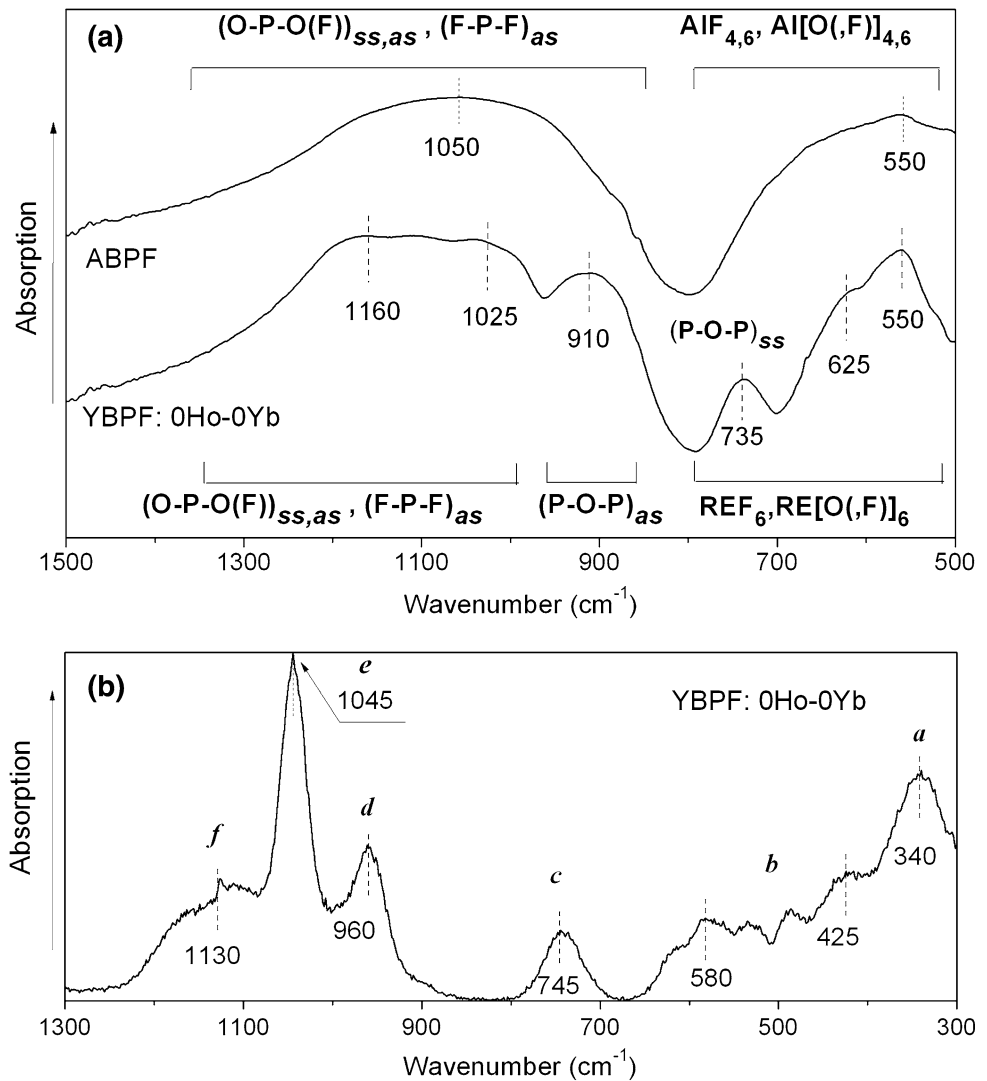 (a)
(O-P-O(F))ss,as , (F-P-F)as
AlF4,6, Al[O(,F)]4,6
1050
550
ABPF
1160
1025
910
(P-O-P)ss
625
550
735
YBPF: 0Ho-0Yb
(O-P-O(F))ss,as , (F-P-F)as
(P-O-P)as
REF6,RE[O(,F)]6
Absorption
1500 1300 1100 900 700 500
Wavenumber (cm-1)
(b)
e
1045
YBPF: 0Ho-0Yb
a
f
d
c
b
340
960
425
1130
745
580
Absorption
1300 1100 900 700 500 300
Wavenumber (cm-1)